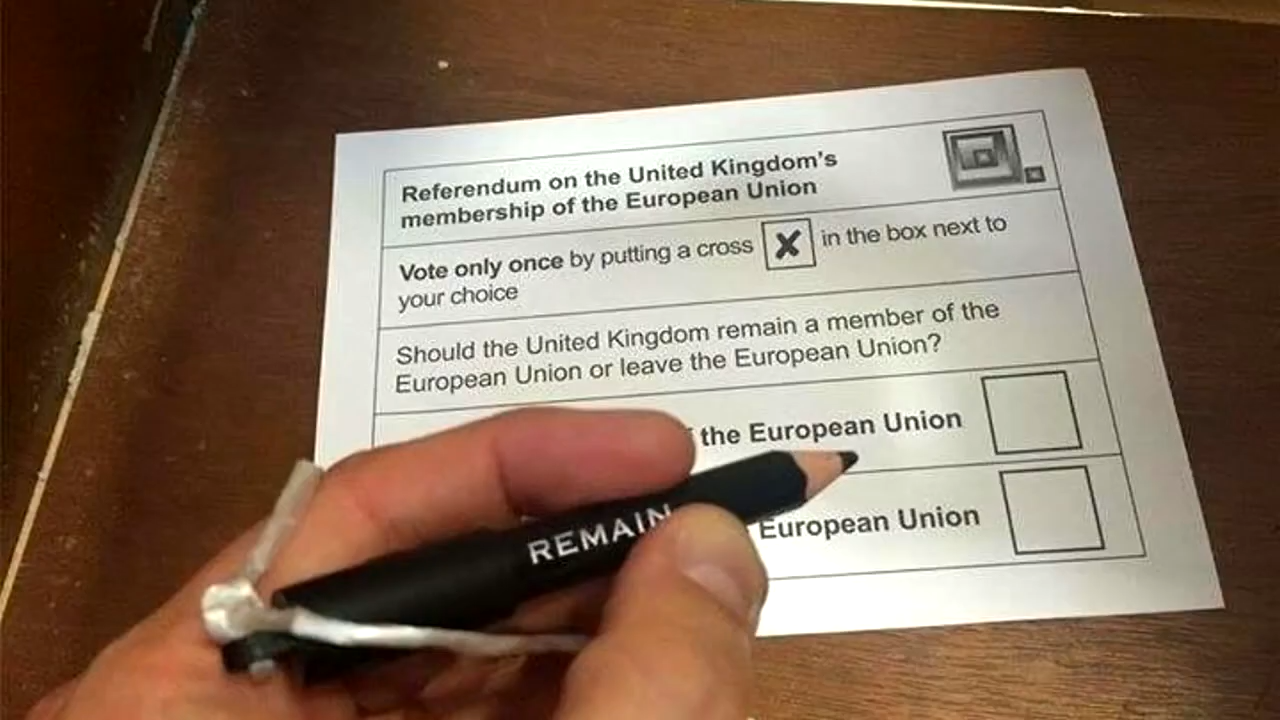 Referendum on the United Kingdom's
membership of the European Union
Vote only once by putting a cross X in the box next to
your choice
Should the United Kingdom remain a member of the
European Union or leave the European Union?
the European Union
European Union
REMAIN